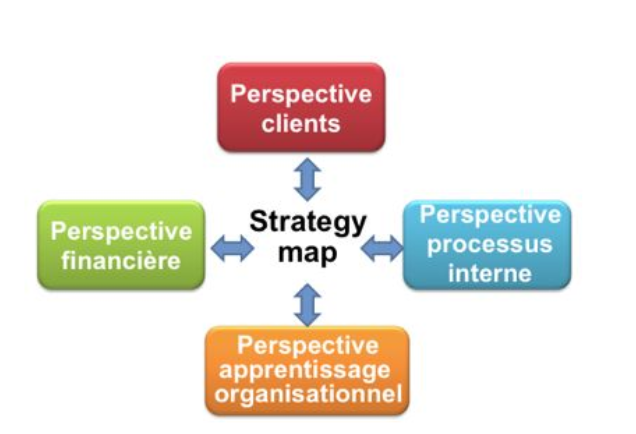 Perspective
clients
Perspective
financière
Strategy
map
Perspective
processus
interne
Perspective
apprentissage
organisationnel